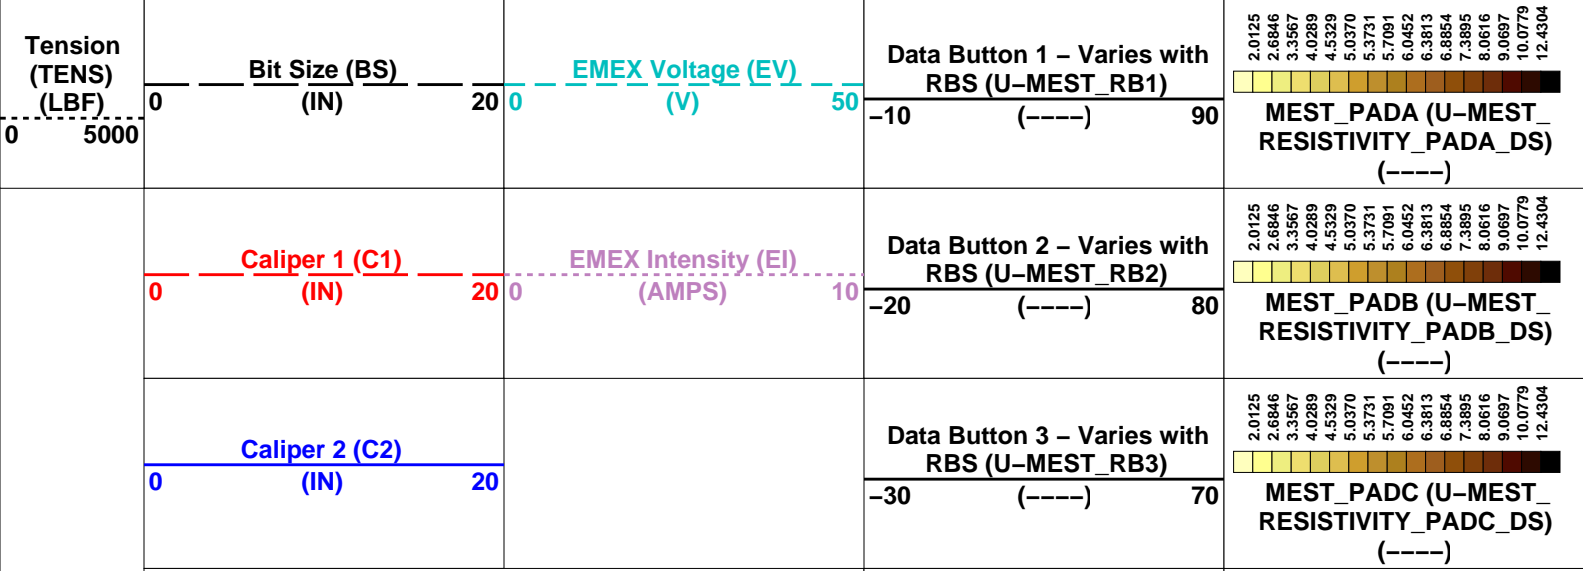 Tension
(TENS)
(LBF)
0 5000
Bit Size (BS)
0 (IN) 20
EMEX Voltage (EV)
0 (V) 50
Data Button 1 – Varies with
RBS (U–MEST_RB1)
–10 (––––) 90
2.0125 2.6846 3.3567 4.0289 4.5329 5.0370 5.3731 5.7091 6.0452 6.3813 6.8854 7.3895 8.0616 9.0697 10.0779 12.4304
MEST_PADA (U–MEST_
RESISTIVITY_PADA_DS)
(––––)
Caliper 1 (C1)
0 (IN) 20
EMEX Intensity (EI)
0 (AMPS) 10
Data Button 2 – Varies with
RBS (U–MEST_RB2)
–20 (––––) 80
2.0125 2.6846 3.3567 4.0289 4.5329 5.0370 5.3731 5.7091 6.0452 6.3813 6.8854 7.3895 8.0616 9.0697 10.0779 12.4304
MEST_PADB (U–MEST_
RESISTIVITY_PADB_DS)
(––––)
Caliper 2 (C2)
0 (IN) 20
Data Button 3 – Varies with
RBS (U–MEST_RB3)
–30 (––––) 70
2.0125 2.6846 3.3567 4.0289 4.5329 5.0370 5.3731 5.7091 6.0452 6.3813 6.8854 7.3895 8.0616 9.0697 10.0779 12.4304
MEST_PADC (U–MEST_
RESISTIVITY_PADC_DS)
(––––)